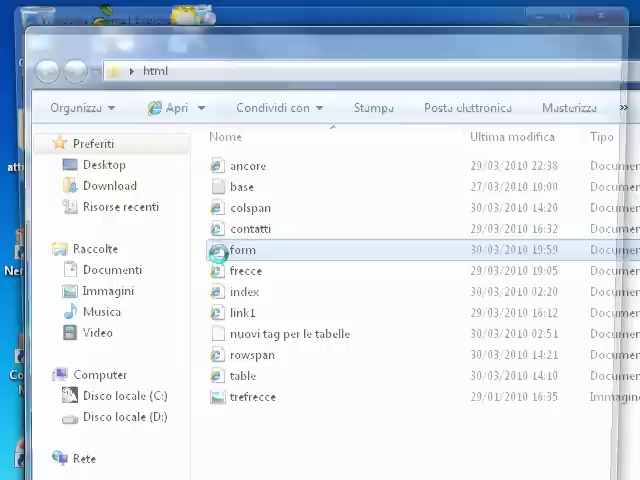 html
Organizza Apri Condividi con Stampa Posta elettronica Masterizza »
Nome Ultima modifica Tipo
Preferiti
Desktop
Download
Risorse recenti
Raccolte
Documenti
Immagini
Musica
Video
Computer
Disco locale (C:)
Disco locale (D:)
Rete
ancore 29/03/2010 22:38 Documen
base 27/03/2010 10:00 Documen
colspan 30/03/2010 14:20 Documen
contatti 29/03/2010 16:32 Documen
form 30/03/2010 19:59 Documen
frecce 29/03/2010 19:05 Documen
index 30/03/2010 02:20 Documen
link1 29/03/2010 16:12 Documen
nuovi tag per le tabelle 30/03/2010 02:51 Documen
rowspan 30/03/2010 14:21 Documen
table 30/03/2010 14:10 Documen
trefrecce 29/01/2010 16:35 Immagin